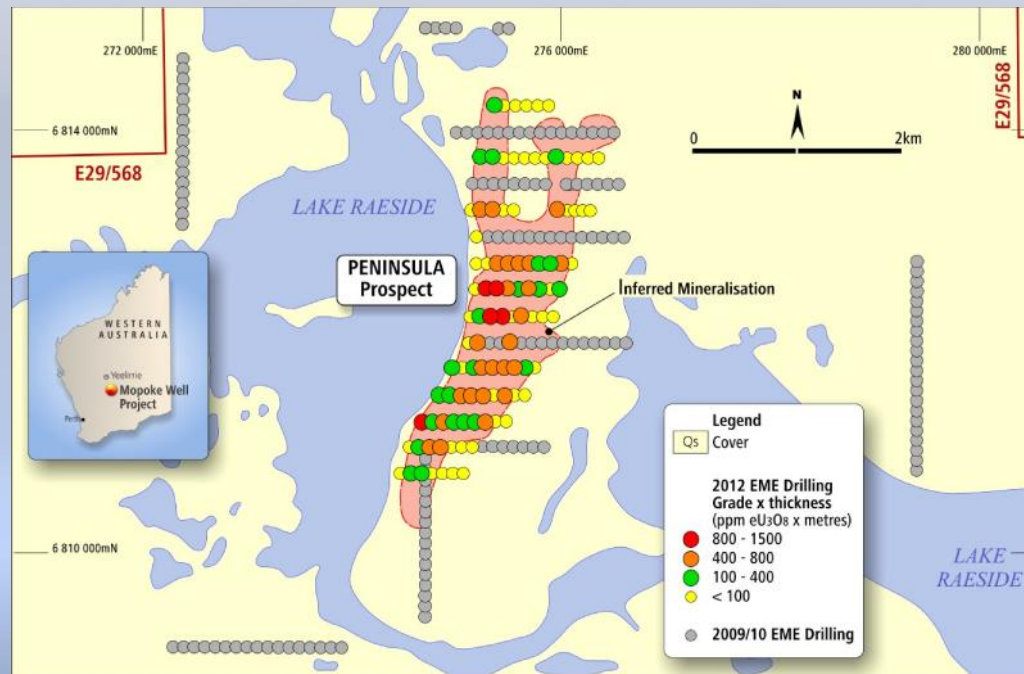 272 000mE
276 000mE
280 000mE
6 814 000mN
E29/568
E29/568
N
0
2km
LAKE RAESIDE
PENINSULA
Prospect
Inferred Mineralisation
WESTERN
AUSTRALIA
Yeelirrie
Mopoke Well
Project
Perth
Legend
Qs Cover
2012 EME Drilling
Grade x thickness
(ppm eU3O8 x metres)
800 - 1500
400 - 800
100 - 400
< 100
2009/10 EME Drilling
6 810 000mN
LAKE
RAESIDE